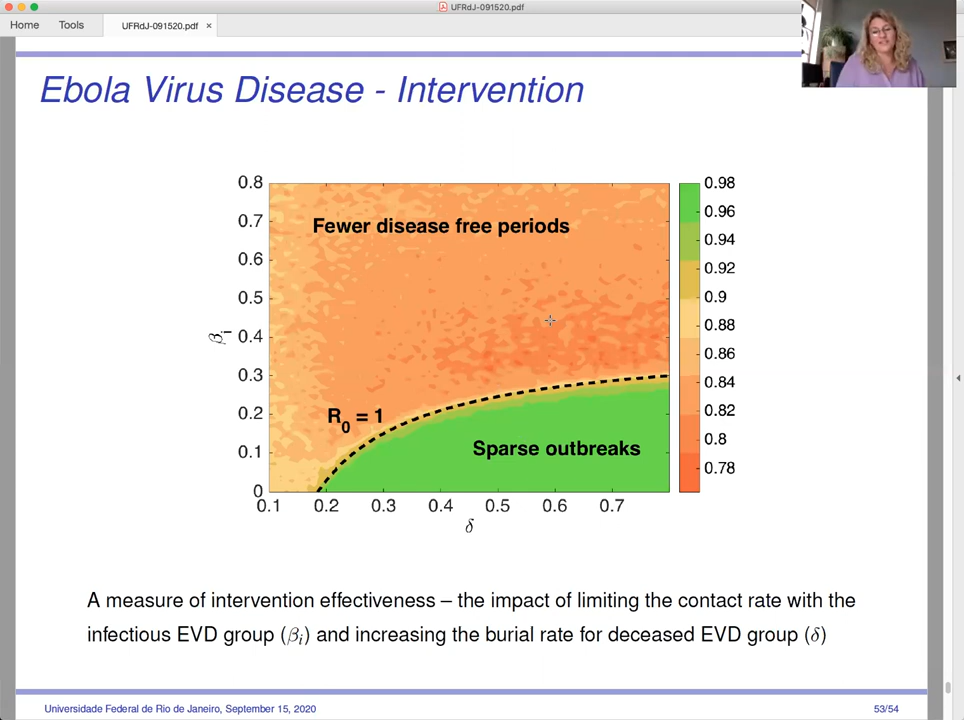 UFRdJ-091520.pdf
Home Tools UFRdJ-091520.pdf ×
Ebola Virus Disease - Intervention
0.8
0.7
0.6
0.5
0.4
0.3
0.2
0.1
0
β_i
Fewer disease free periods
R_0 = 1
Sparse outbreaks
0.1 0.2 0.3 0.4 0.5 0.6 0.7
δ
0.98
0.96
0.94
0.92
0.9
0.88
0.86
0.84
0.82
0.8
0.78
A measure of intervention effectiveness – the impact of limiting the contact rate with the
infectious EVD group (β_i) and increasing the burial rate for deceased EVD group (δ)
Universidade Federal de Rio de Janeiro, September 15, 2020 53/54